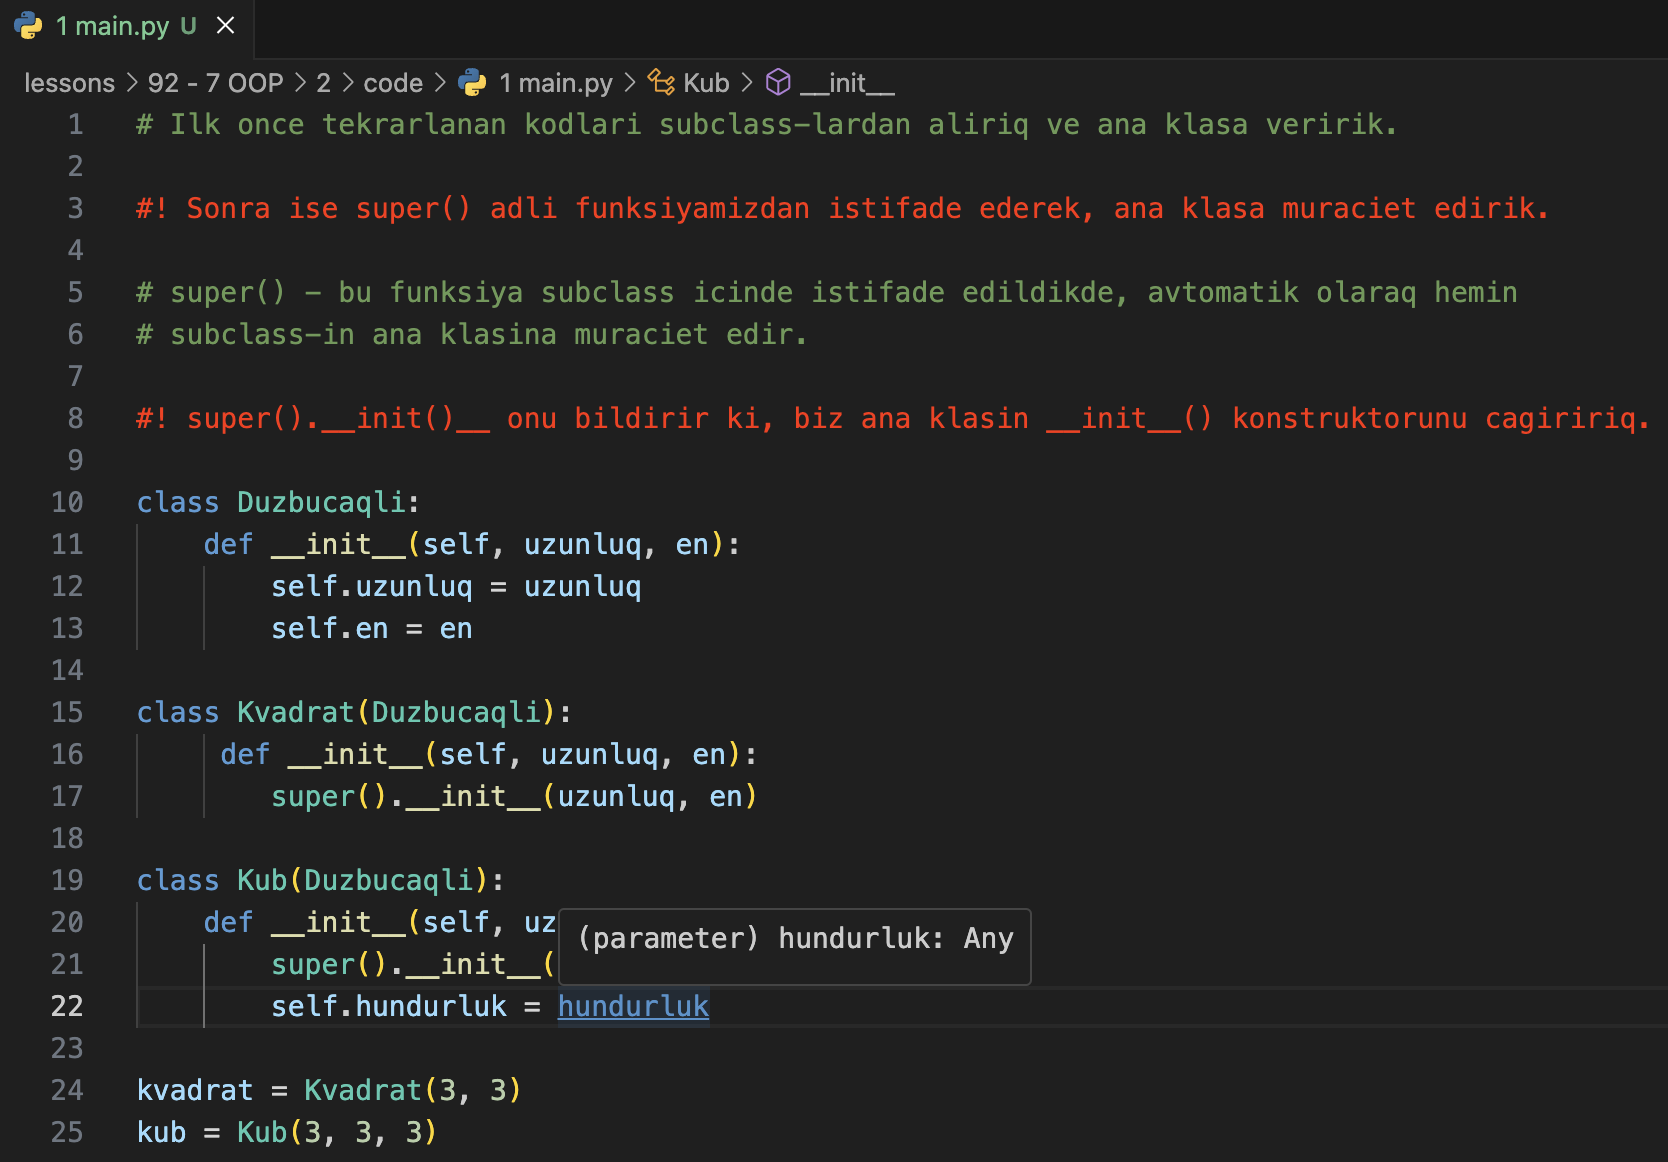 1 main.py U
lessons > 92 - 7 OOP > 2 > code > 1 main.py > Kub > __init__
1 # Ilk once tekrarlanan kodlari subclass-lardan aliriq ve ana klasa veririk.
2
3 #! Sonra ise super() adli funksiyamizdan istifade ederek, ana klasa muraciet edirik.
4
5 # super() - bu funksiya subclass icinde istifade edildikde, avtomatik olaraq hemin
6 # subclass-in ana klasina muraciet edir.
7
8 #! super().__init()__ onu bildirir ki, biz ana klasin __init__() konstruktorunu cagiririq.
9
10 class Duzbucaqli:
11 def __init__(self, uzunluq, en):
12 self.uzunluq = uzunluq
13 self.en = en
14
15 class Kvadrat(Duzbucaqli):
16 def __init__(self, uzunluq, en):
17 super().__init__(uzunluq, en)
18
19 class Kub(Duzbucaqli):
20 def __init__(self, uz
(parameter) hundurluk: Any
21 super().__init__(
22 self.hundurluk = hundurluk
23
24 kvadrat = Kvadrat(3, 3)
25 kub = Kub(3, 3, 3)